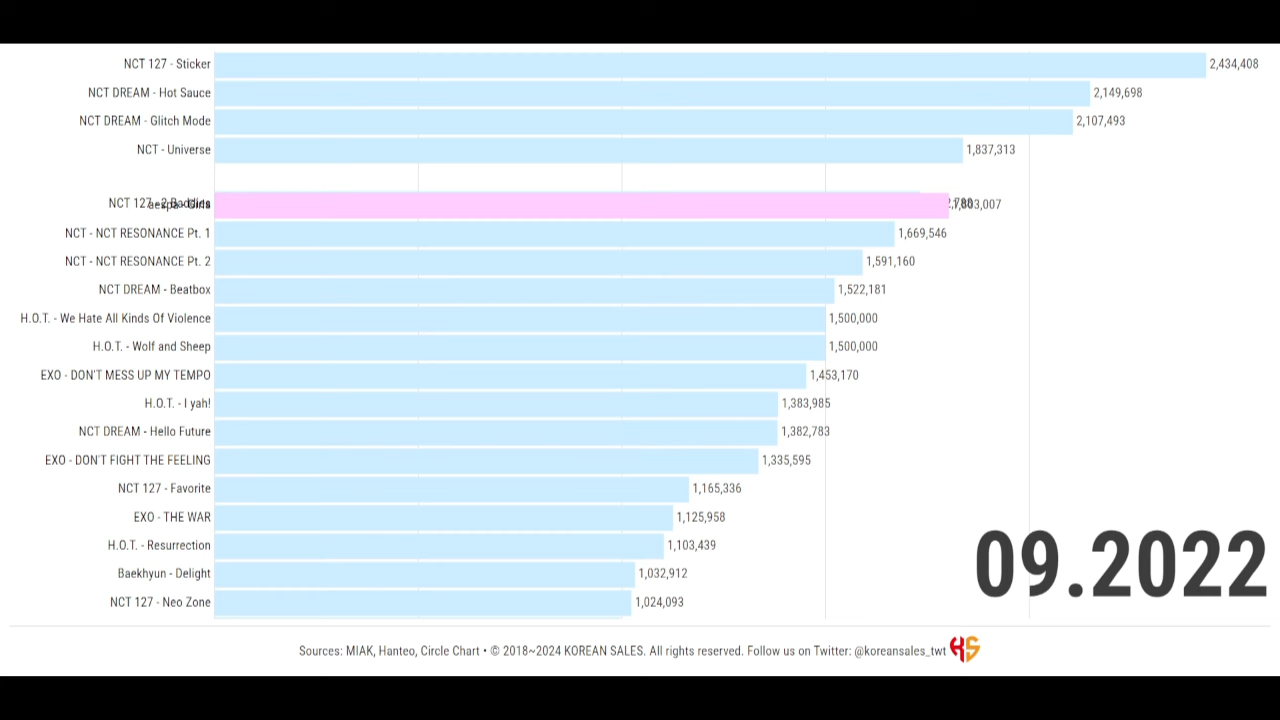 NCT 127 - Sticker 2,434,408
NCT DREAM - Hot Sauce 2,149,698
NCT DREAM - Glitch Mode 2,107,493
NCT - Universe 1,837,313
NCT 127 - 2 Baddies
aespa - Girls
NCT - NCT RESONANCE Pt. 1 1,669,546
NCT - NCT RESONANCE Pt. 2 1,591,160
NCT DREAM - Beatbox 1,522,181
H.O.T. - We Hate All Kinds Of Violence 1,500,000
H.O.T. - Wolf and Sheep 1,500,000
EXO - DON'T MESS UP MY TEMPO 1,453,170
H.O.T. - I yah! 1,383,985
NCT DREAM - Hello Future 1,382,783
EXO - DON'T FIGHT THE FEELING 1,335,595
NCT 127 - Favorite 1,165,336
EXO - THE WAR 1,125,958
H.O.T. - Resurrection 1,103,439
Baekhyun - Delight 1,032,912
NCT 127 - Neo Zone 1,024,093
09.2022
Sources: MIAK, Hanteo, Circle Chart • © 2018~2024 KOREAN SALES. All rights reserved. Follow us on Twitter: @koreansales_twt